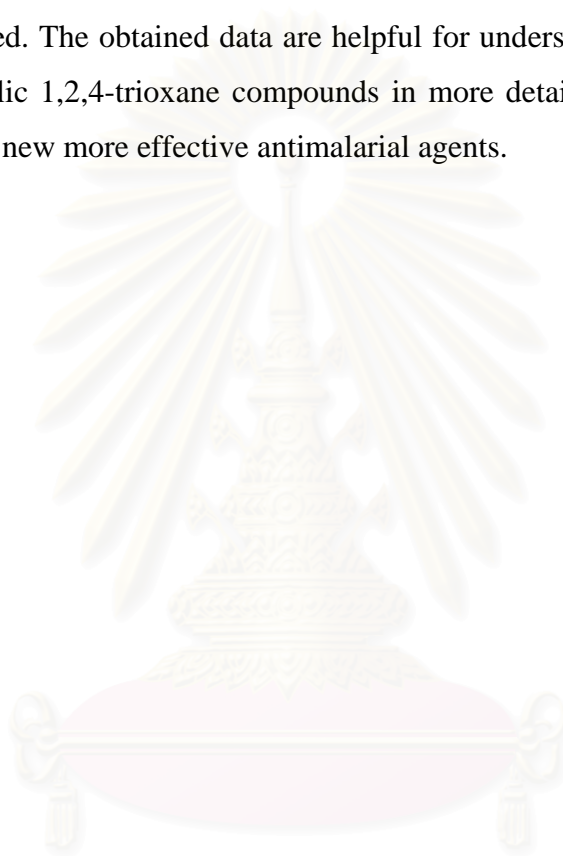 ed. The obtained data are helpful for unders
lic 1,2,4-trioxane compounds in more detai
new more effective antimalarial agents.